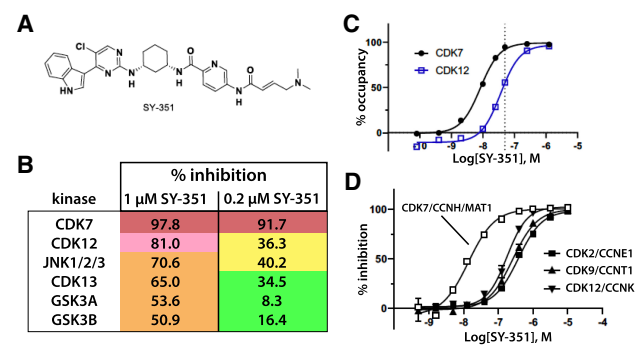 A
Cl
N
N
N
H
N
H
O
N
N
H
O
N
HN
SY-351
B
% inhibition
kinase 1 µM SY-351 0.2 µM SY-351
CDK7 97.8 91.7
CDK12 81.0 36.3
JNK1/2/3 70.6 40.2
CDK13 65.0 34.5
GSK3A 53.6 8.3
GSK3B 50.9 16.4
C
% occupancy
100
50
0
CDK7
CDK12
-9 -8 -7 -6 -5
Log[SY-351], M
D
% inhibition
100
50
0
CDK7/CCNH/MAT1
CDK2/CCNE1
CDK9/CCNT1
CDK12/CCNK
-9 -8 -7 -6 -5 -4
Log[SY-351], M